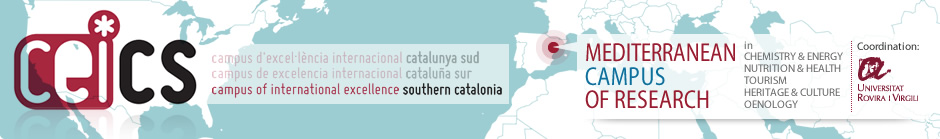 ceics
campus d'excel·lència internacional catalunya sud
campus de excelencia internacional cataluña sur
campus of international excellence southern catalonia
MEDITERRANEAN
CAMPUS
OF RESEARCH
in
CHEMISTRY & ENERGY
NUTRITION & HEALTH
TOURISM
HERITAGE & CULTURE
OENOLOGY
Coordination:
UNIVERSITAT
ROVIRA I VIRGILI